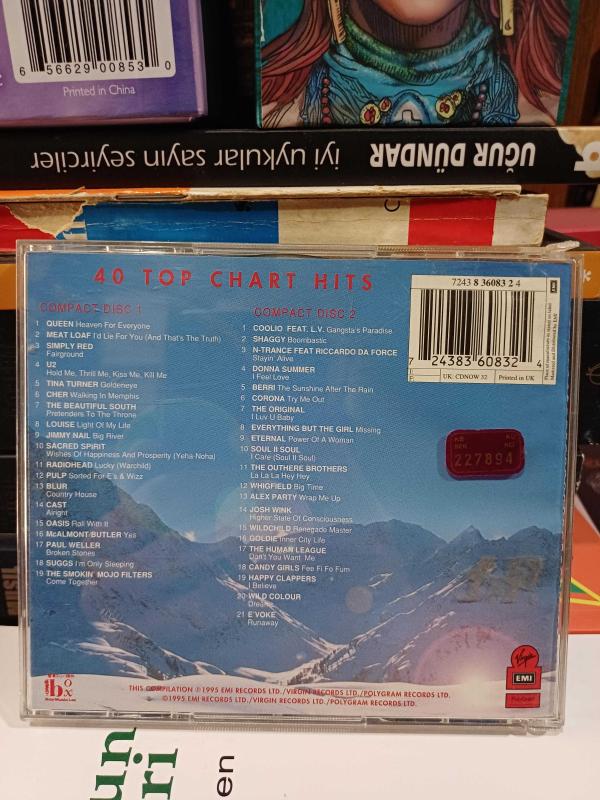 6 56629 00853 0
Printed in China
UĞUR DÜNDAR iyi uykular sayın seyirciler
40 TOP CHART HITS
COMPACT DISC 1
1 QUEEN Heaven For Everyone
2 MEAT LOAF I'd Lie For You (And That's The Truth)
3 SIMPLY RED
Fairground
4 U2
Hold Me, Thrill Me, Kiss Me, Kill Me
5 TINA TURNER Goldeneye
6 CHER Walking In Memphis
7 THE BEAUTIFUL SOUTH
Pretenders To The Throne
8 LOUISE Light Of My Life
9 JIMMY NAIL Big River
10 SACRED SPIRIT
Wishes Of Happiness And Prosperity (Yeha-Noha)
11 RADIOHEAD Lucky (Warchild)
12 PULP Sorted For E's & Wizz
13 BLUR
Country House
14 CAST
Alright
15 OASIS Roll With It
16 McALMONT/BUTLER Yes
17 PAUL WELLER
Broken Stones
18 SUGGS I'm Only Sleeping
19 THE SMOKIN' MOJO FILTERS
Come Together
COMPACT DISC 2
1 COOLIO FEAT. L.V. Gangsta's Paradise
2 SHAGGY Boombastic
3 N-TRANCE FEAT RICCARDO DA FORCE
Stayin' Alive
4 DONNA SUMMER
I Feel Love
5 BERRI The Sunshine After The Rain
6 CORONA Try Me Out
7 THE ORIGINAL
I Luv U Baby
8 EVERYTHING BUT THE GIRL Missing
9 ETERNAL Power Of A Woman
10 SOUL II SOUL
I Care (Soul II Soul)
11 THE OUTHERE BROTHERS
La La La Hey Hey
12 WHIGFIELD Big Time
13 ALEX PARTY Wrap Me Up
14 JOSH WINK
Higher State Of Consciousness
15 WILDCHILD Renegade Master
16 GOLDIE Inner City Life
17 THE HUMAN LEAGUE
Don't You Want Me
18 CANDY GIRLS Fee Fi Fo Fum
19 HAPPY CLAPPERS
I Believe
20 WILD COLOUR
Dreams
21 E'VOKE
Runaway
7243 8 36083 2 4
7 24383 60832 4
UK: CDNOW 32 Printed in UK
227894
box
Virgin
EMI
PolyGram
THIS COMPILATION ℗1995 EMI RECORDS LTD./VIRGIN RECORDS LTD./POLYGRAM RECORDS LTD.
©1995 EMI RECORDS LTD./VIRGIN RECORDS LTD./POLYGRAM RECORDS LTD.
un
ri
en